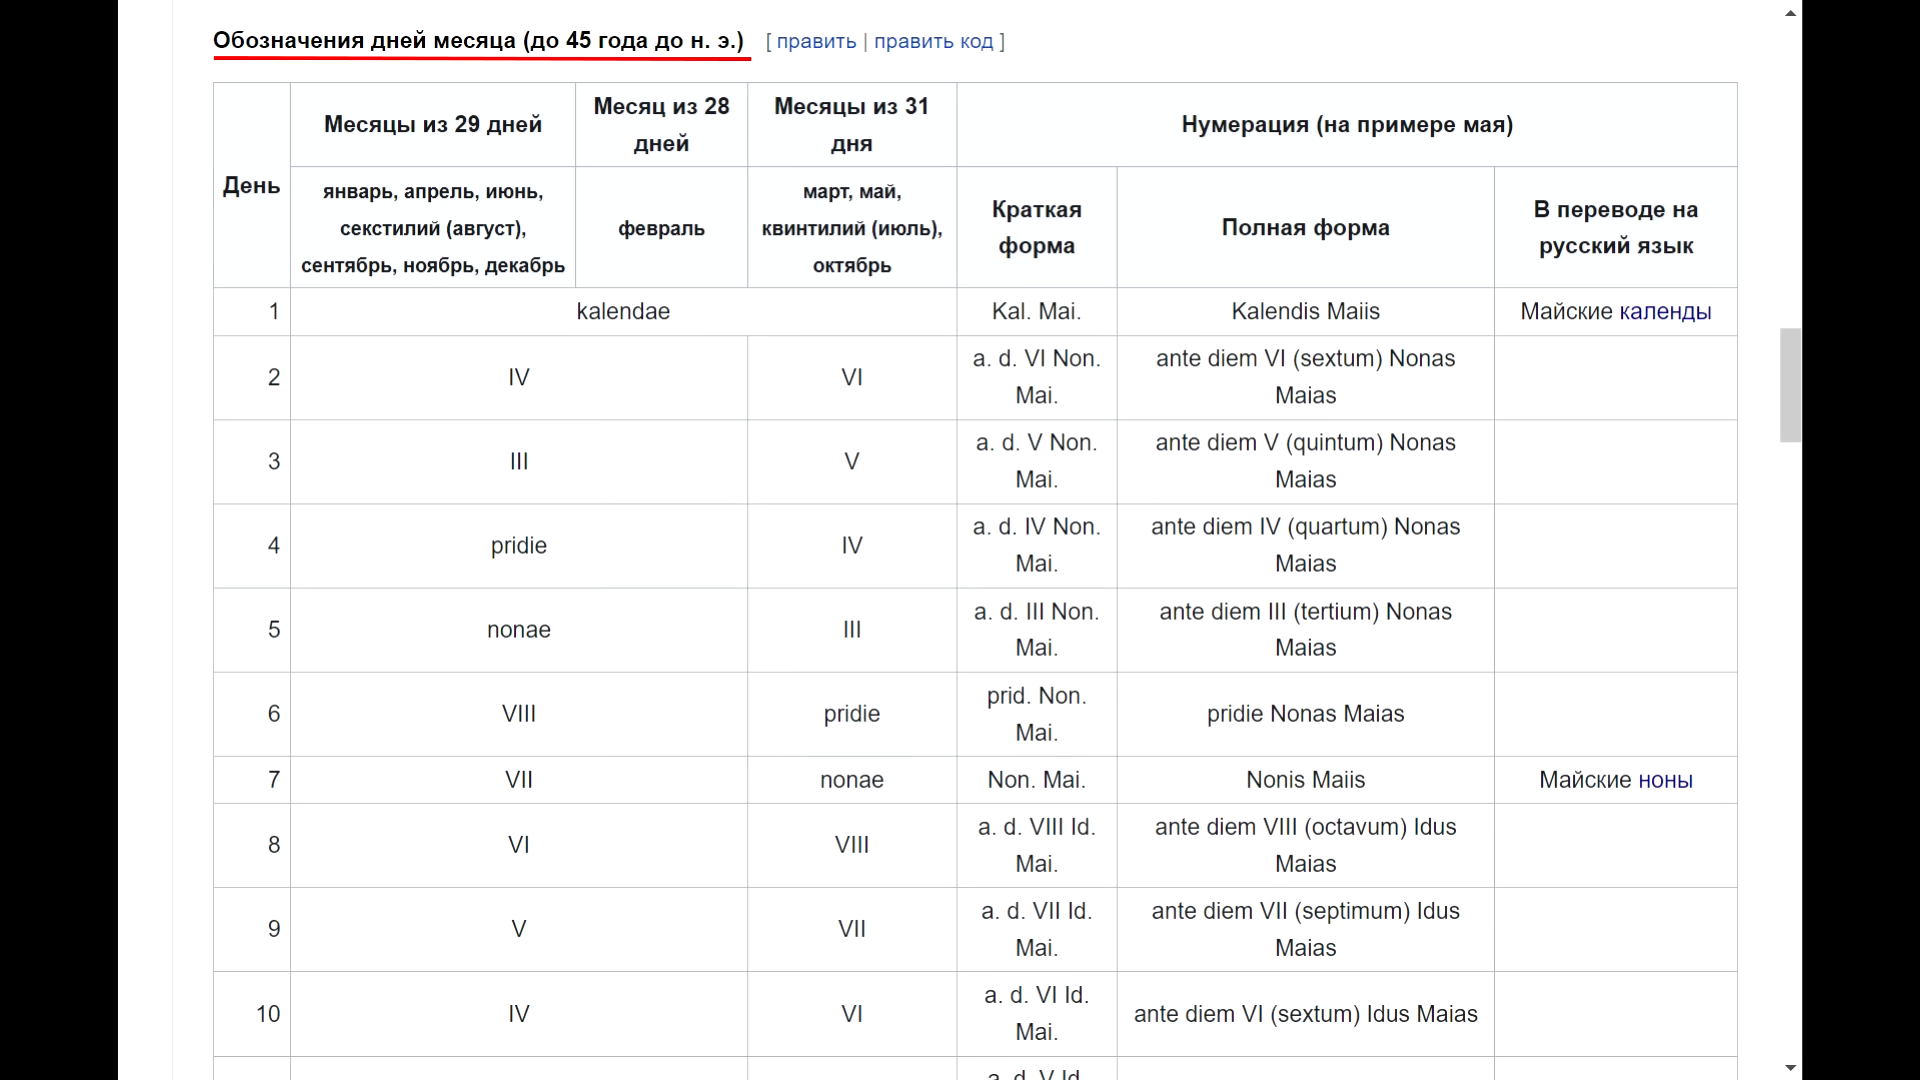 Обозначения дней месяца (до 45 года до н. э.) [ править | править код ]
День
Месяцы из 29 дней
Месяц из 28
дней
Месяцы из 31
дня
Нумерация (на примере мая)
январь, апрель, июнь,
секстилий (август),
сентябрь, ноябрь, декабрь
февраль
март, май,
квинтилий (июль),
октябрь
Краткая
форма
Полная форма
В переводе на
русский язык
1 kalendae Kal. Mai. Kalendis Maiis Майские календы
2 IV VI
a. d. VI Non.
Mai.
ante diem VI (sextum) Nonas
Maias
3 III V
a. d. V Non.
Mai.
ante diem V (quintum) Nonas
Maias
4 pridie IV
a. d. IV Non.
Mai.
ante diem IV (quartum) Nonas
Maias
5 nonae III
a. d. III Non.
Mai.
ante diem III (tertium) Nonas
Maias
6 VIII pridie
prid. Non.
Mai.
pridie Nonas Maias
7 VII nonae Non. Mai. Nonis Maiis Майские ноны
8 VI VIII
a. d. VIII Id.
Mai.
ante diem VIII (octavum) Idus
Maias
9 V VII
a. d. VII Id.
Mai.
ante diem VII (septimum) Idus
Maias
10 IV VI
a. d. VI Id.
Mai.
ante diem VI (sextum) Idus Maias
a. d. V Id.